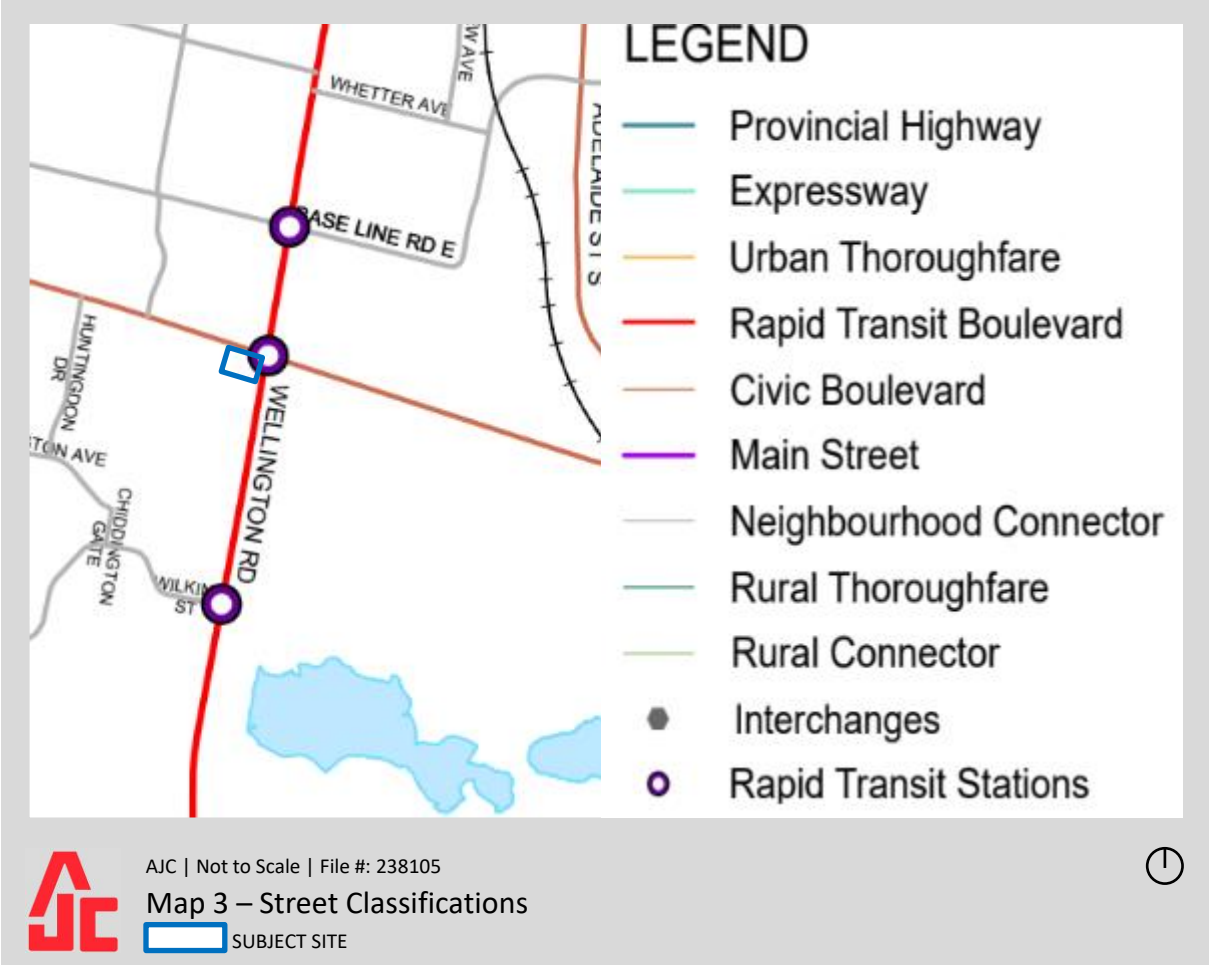 W AVE
WHETTER AVE
ADELAIDE ST S
BASE LINE RD E
HUNTINGDON
DR
WELLINGTON RD
TON AVE
CHIDDINGTON
GATE
WILKIN
ST
LEGEND
Provincial Highway
Expressway
Urban Thoroughfare
Rapid Transit Boulevard
Civic Boulevard
Main Street
Neighbourhood Connector
Rural Thoroughfare
Rural Connector
Interchanges
Rapid Transit Stations
AJC
AJC | Not to Scale | File #: 238105
Map 3 – Street Classifications
SUBJECT SITE